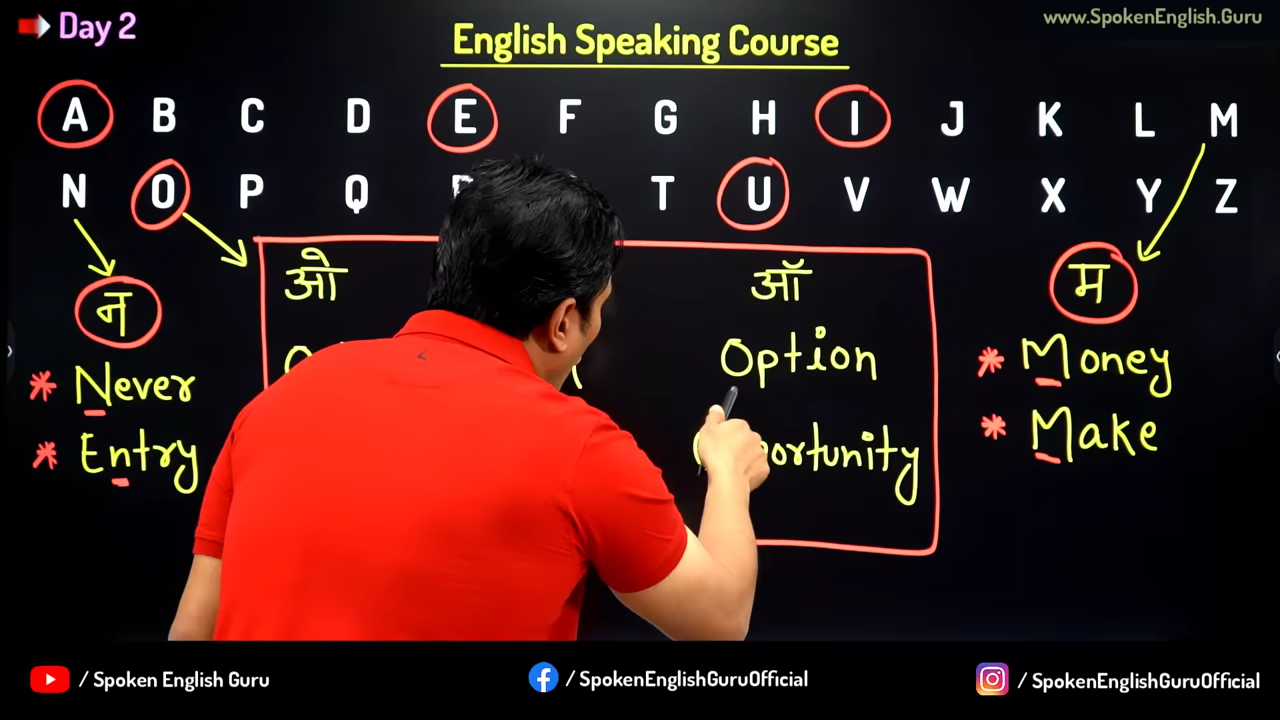 Day 2
www.SpokenEnglish.Guru
English Speaking Course
A B C D E F G H I J K L M
N O P Q T U V W X Y Z
न
ओ
ऑ
म
Option
Money
Never
Make
Entry
/ Spoken English Guru
/ SpokenEnglishGuruOfficial
/ SpokenEnglishGuruOfficial